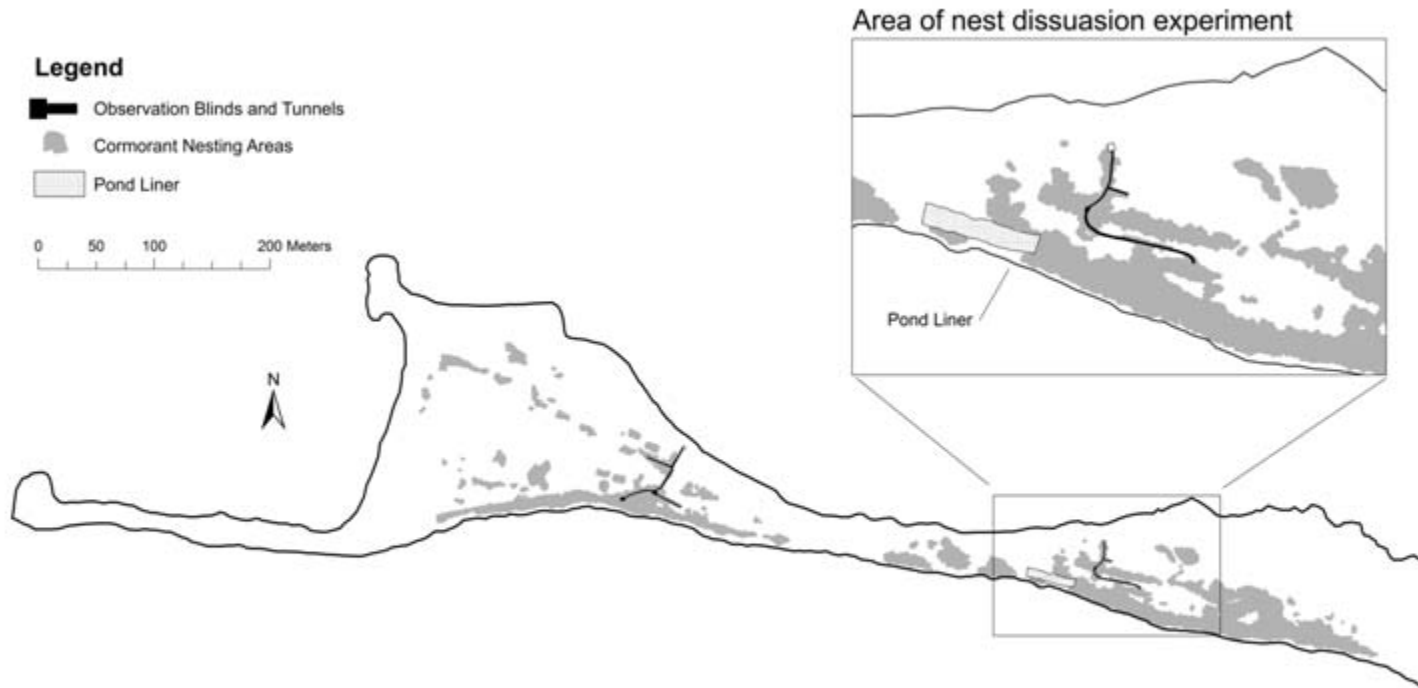 Area of nest dissuasion experiment
Legend
Observation Blinds and Tunnels
Cormorant Nesting Areas
Pond Liner
0 50 100 200 Meters
N
Pond Liner